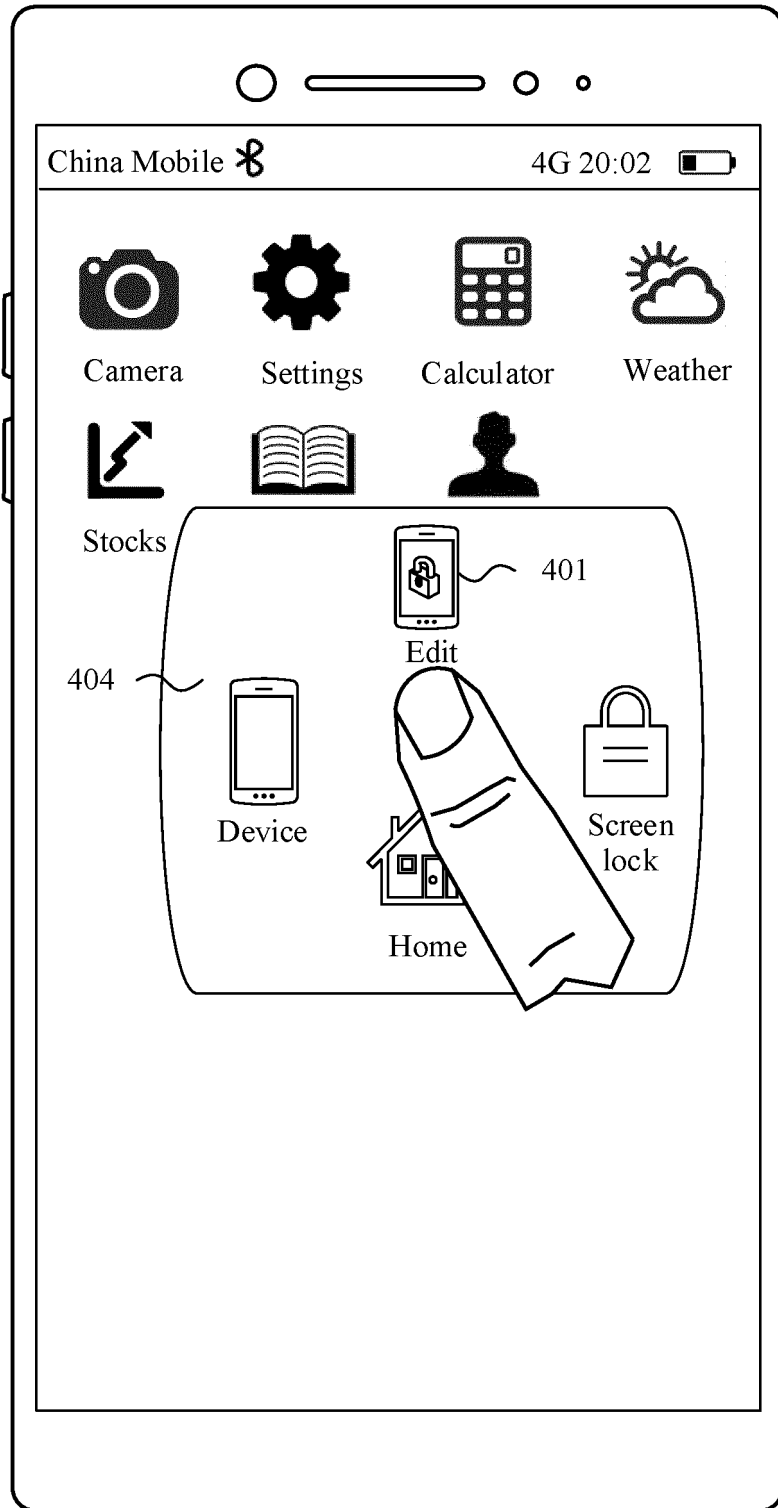 China Mobile 4G 20:02
Camera Settings Calculator Weather
Stocks
401
Edit
404
Device
Screen
lock
Home